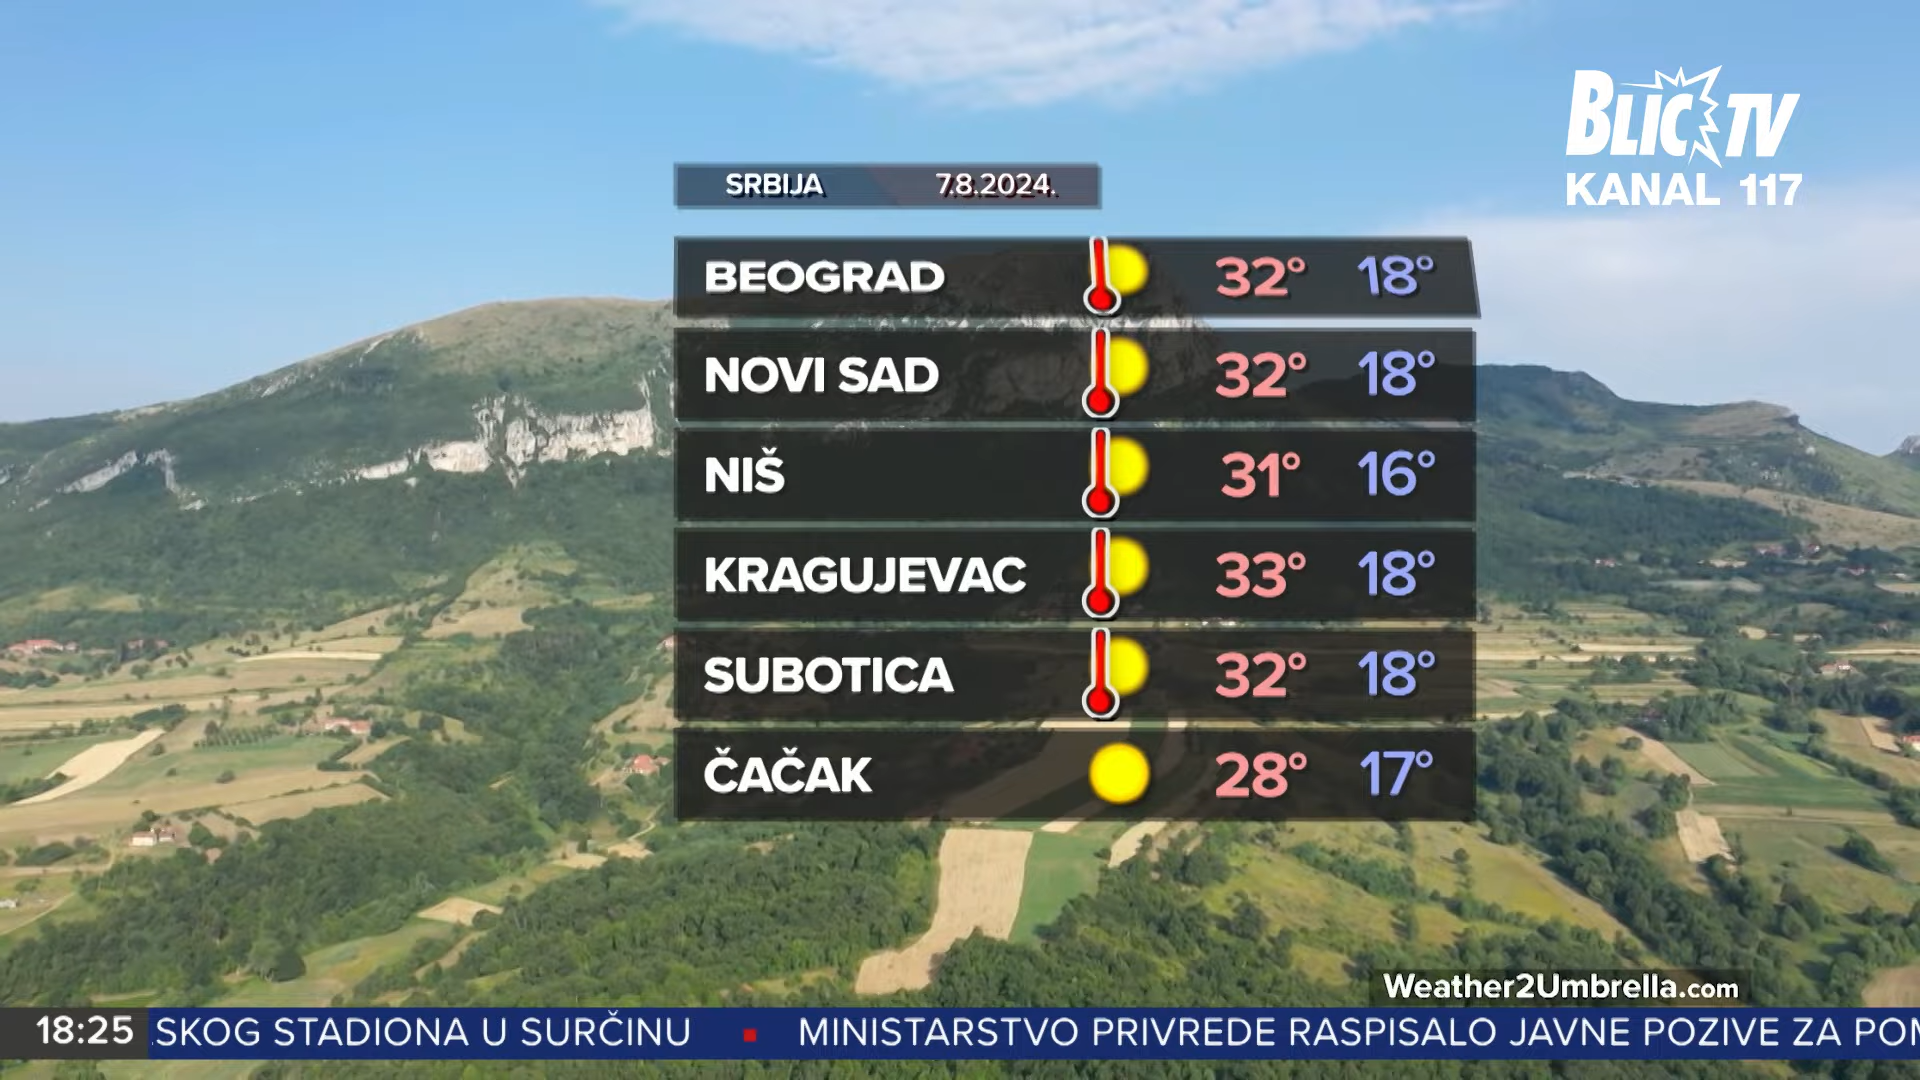 BLIC TV
KANAL 117
SRBIJA 7.8.2024.
BEOGRAD 32° 18°
NOVI SAD 32° 18°
NIŠ 31° 16°
KRAGUJEVAC 33° 18°
SUBOTICA 32° 18°
ČAČAK 28° 17°
Weather2Umbrella.com
18:25 SKOG STADIONA U SURČINU ▪ MINISTARSTVO PRIVREDE RASPISALO JAVNE POZIVE ZA